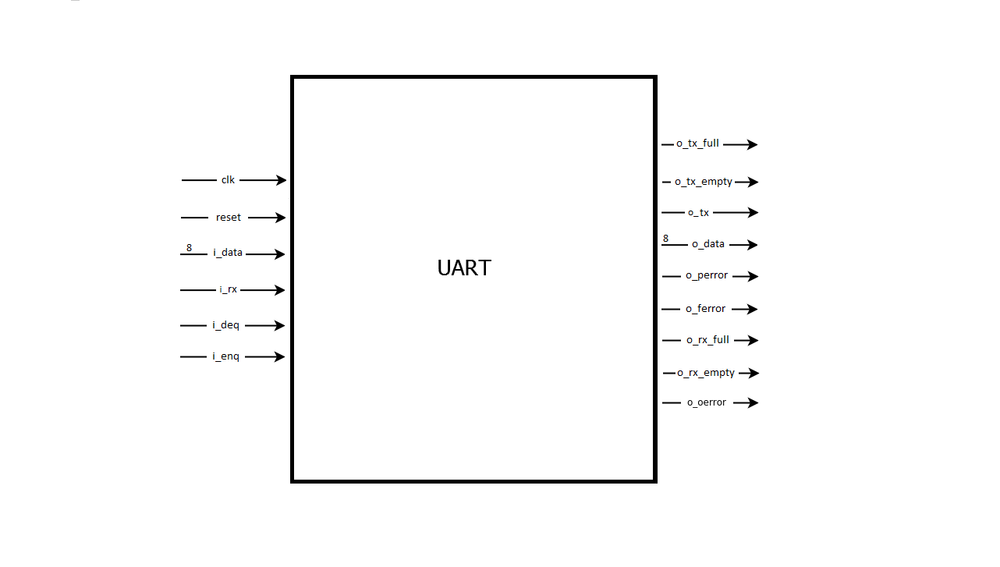 clk
reset
8
i_data
i_rx
i_deq
i_enq
UART
o_tx_full
o_tx_empty
o_tx
8
o_data
o_perror
o_ferror
o_rx_full
o_rx_empty
o_oerror